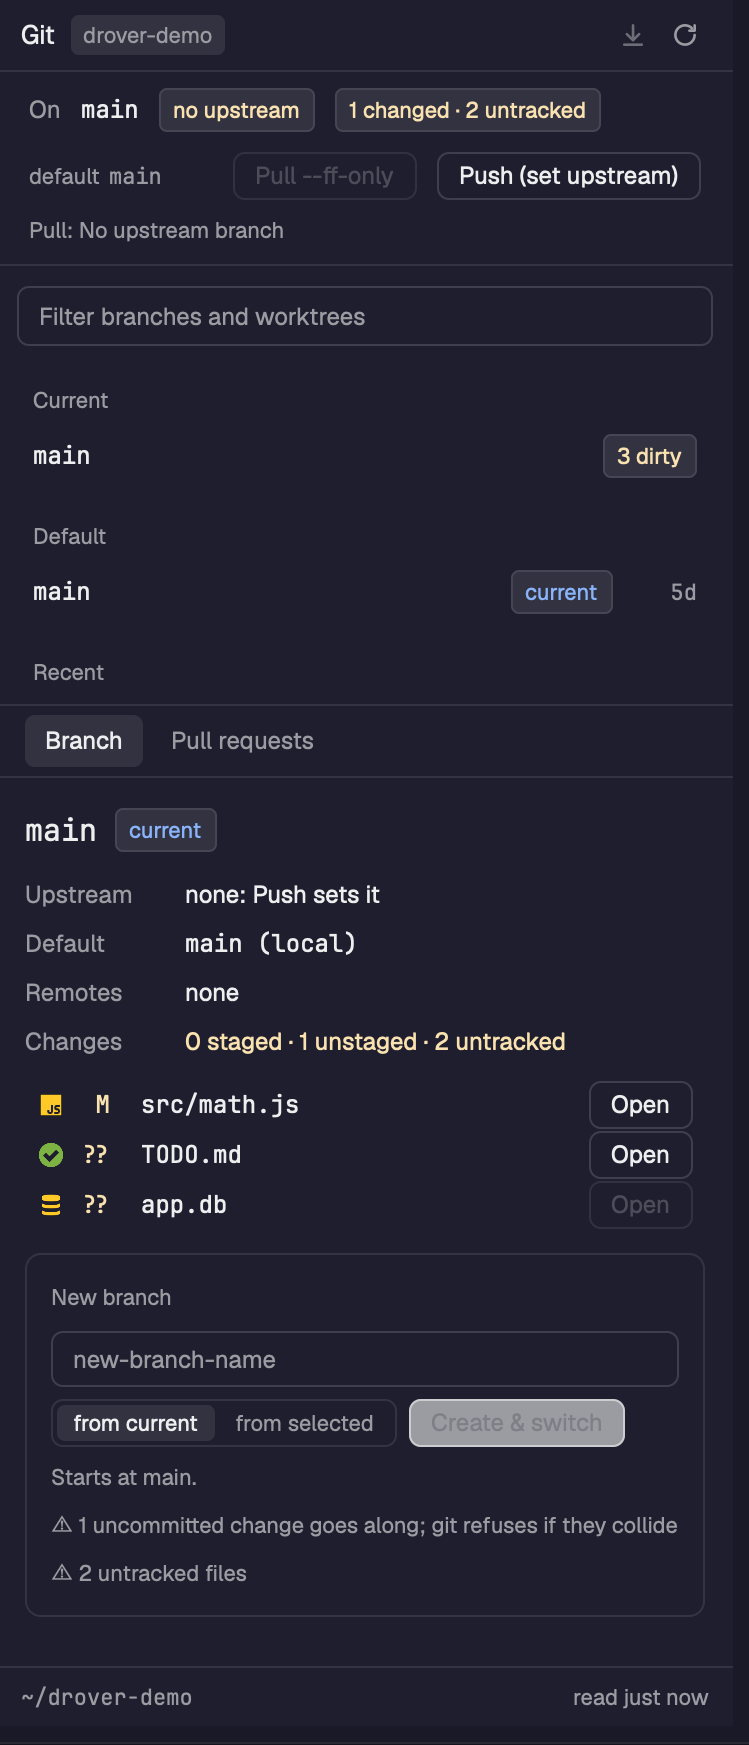 Git drover-demo
On main no upstream 1 changed · 2 untracked
default main Pull --ff-only Push (set upstream)
Pull: No upstream branch
Filter branches and worktrees
Current
main 3 dirty
Default
main current 5d
Recent
Branch Pull requests
main current
Upstream none: Push sets it
Default main (local)
Remotes none
Changes 0 staged · 1 unstaged · 2 untracked
JS M src/math.js Open
?? TODO.md Open
?? app.db Open
New branch
new-branch-name
from current from selected Create & switch
Starts at main.
⚠ 1 uncommitted change goes along; git refuses if they collide
⚠ 2 untracked files
~/drover-demo read just now